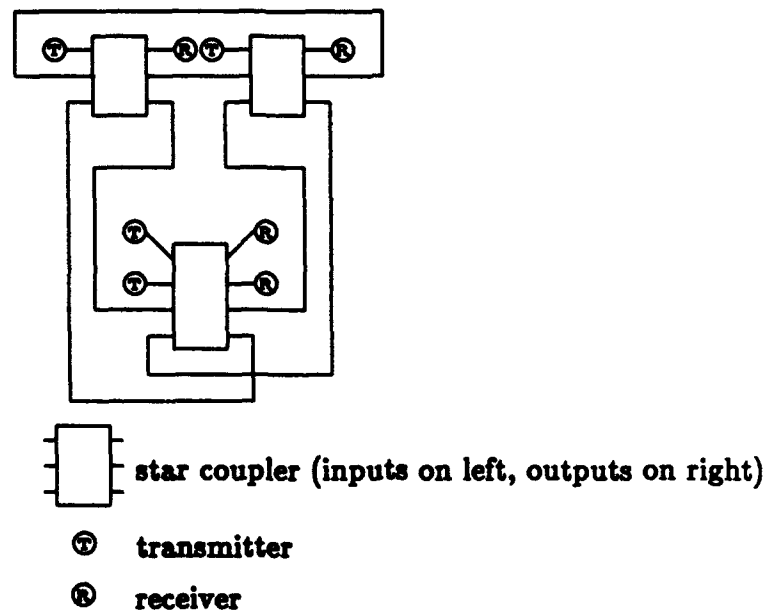 T R T R
T R
T R
star coupler (inputs on left, outputs on right)
T transmitter
R receiver